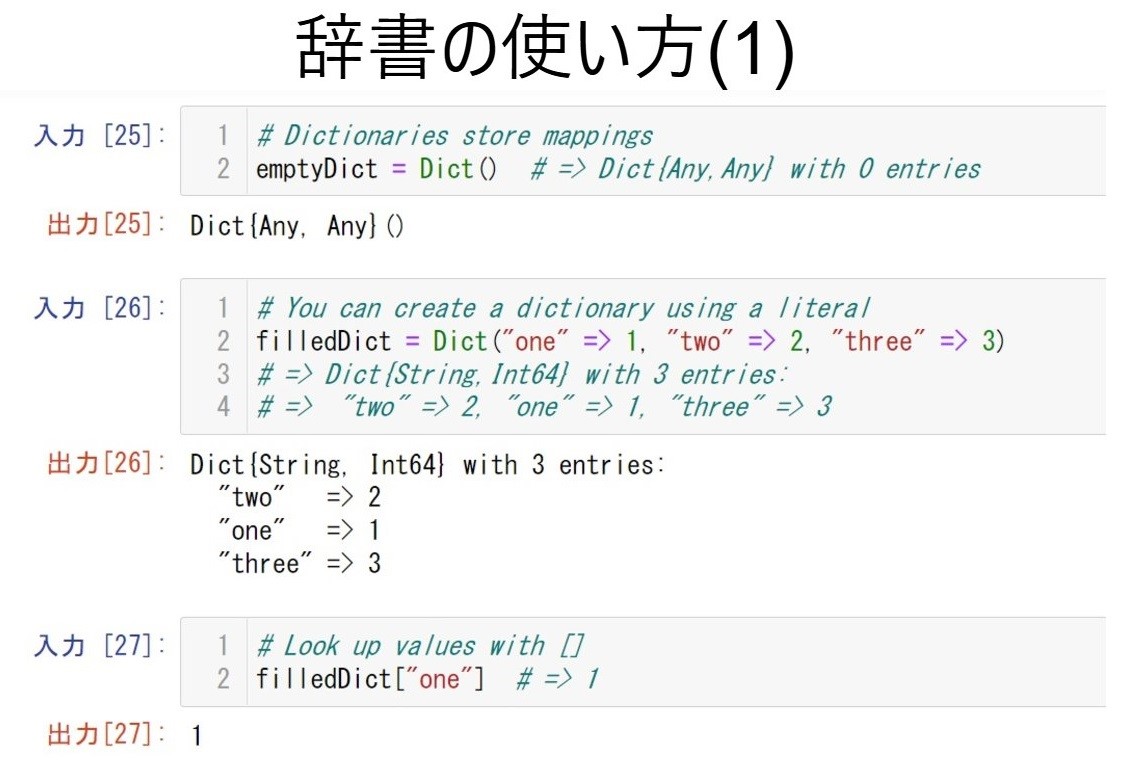 辞書の使い方(1)
入力 [25]:
1 # Dictionaries store mappings
2 emptyDict = Dict() # => Dict{Any,Any} with 0 entries
出力[25]: Dict{Any, Any}()
入力 [26]:
1 # You can create a dictionary using a literal
2 filledDict = Dict("one" => 1, "two" => 2, "three" => 3)
3 # => Dict{String,Int64} with 3 entries:
4 # => "two" => 2, "one" => 1, "three" => 3
出力[26]: Dict{String, Int64} with 3 entries:
"two" => 2
"one" => 1
"three" => 3
入力 [27]:
1 # Look up values with []
2 filledDict["one"] # => 1
出力[27]: 1